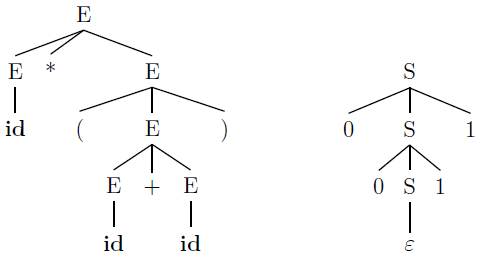 E
E * E S
id ( E ) 0 S 1
E + E 0 S 1
id id ε